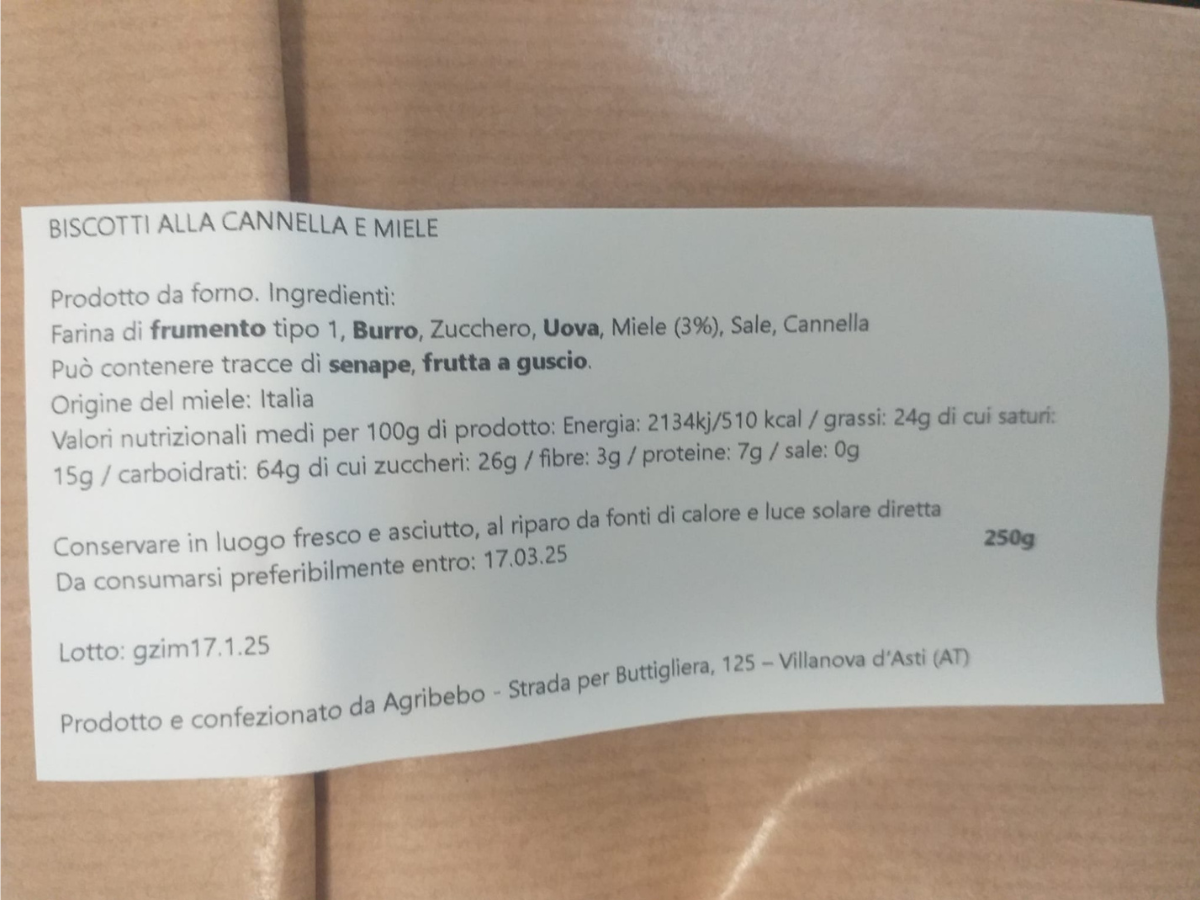 BISCOTTI ALLA CANNELLA E MIELE
Prodotto da forno. Ingredienti:
Farina di frumento tipo 1, Burro, Zucchero, Uova, Miele (3%), Sale, Cannella
Può contenere tracce di senape, frutta a guscio.
Origine del miele: Italia
Valori nutrizionali medi per 100g di prodotto: Energia: 2134kj/510 kcal / grassi: 24g di cui saturi:
15g / carboidrati: 64g di cui zuccheri: 26g / fibre: 3g / proteine: 7g / sale: 0g
Conservare in luogo fresco e asciutto, al riparo da fonti di calore e luce solare diretta
250g
Da consumarsi preferibilmente entro: 17.03.25
Lotto: gzim17.1.25
Prodotto e confezionato da Agribebo - Strada per Buttigliera, 125 – Villanova d'Asti (AT)